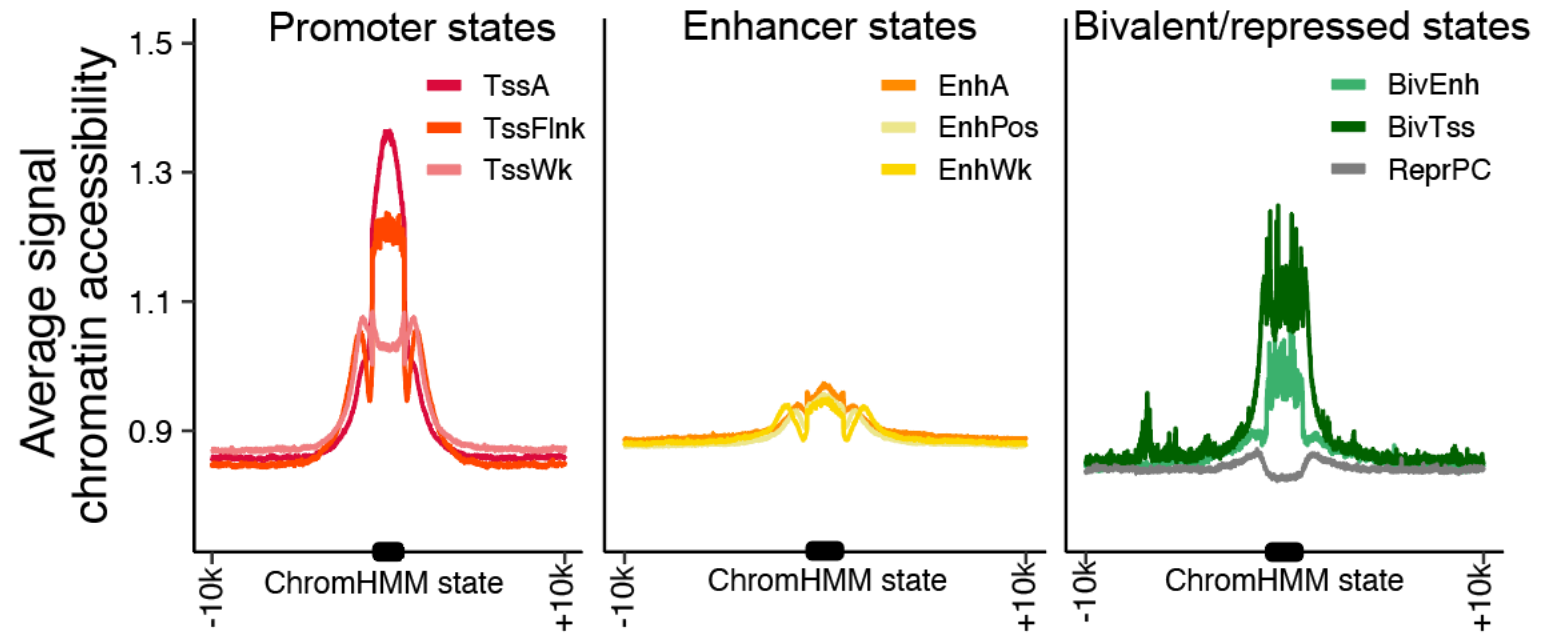 Average signal
chromatin accessibility
1.5
1.3
1.1
0.9
Promoter states
TssA
TssFlnk
TssWk
-10k
ChromHMM state
+10k
Enhancer states
EnhA
EnhPos
EnhWk
-10k
ChromHMM state
+10k
Bivalent/repressed states
BivEnh
BivTss
ReprPC
-10k
ChromHMM state
+10k